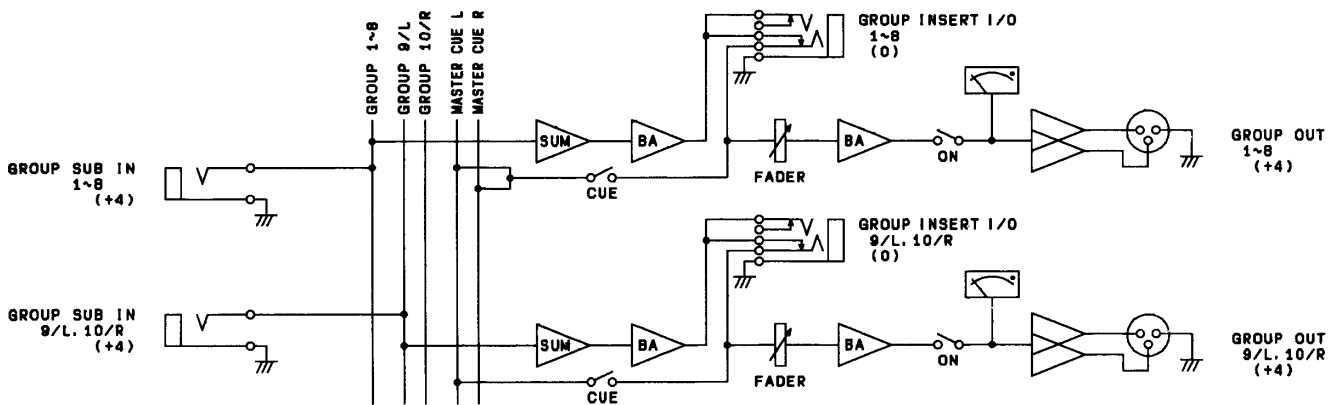 GROUP 1~8
GROUP 9/L
GROUP 10/R
MASTER CUE L
MASTER CUE R
GROUP INSERT I/O
1~8
(0)
SUM
BA
BA
ON
FADER
CUE
GROUP SUB IN
1~8
(+4)
GROUP OUT
1~8
(+4)
GROUP INSERT I/O
9/L. 10/R
(0)
SUM
BA
BA
ON
FADER
CUE
GROUP SUB IN
9/L. 10/R
(+4)
GROUP OUT
9/L. 10/R
(+4)